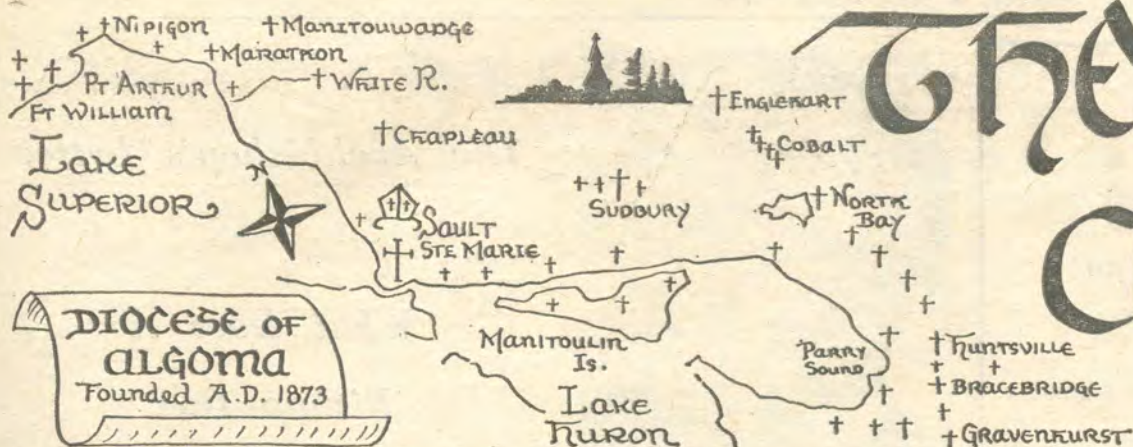 The
Nipigon
Manitouwadge
Marathon
White R.
Pt Arthur
Ft William
Englehart
Chapleau
Cobalt
Lake
Superior
N
Sault
Ste Marie
Sudbury
North
Bay
DIOCESE OF
ALGOMA
Founded A.D. 1873
Manitoulin
Is.
Parry
Sound
Huntsville
Bracebridge
Lake
Huron
Gravenhurst